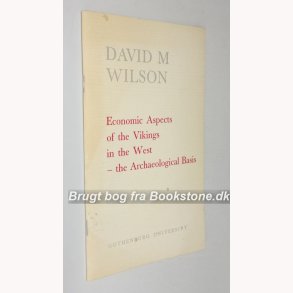 DAVID M
WILSON
Economic Aspects
of the Vikings
in the West
– the Archaeological Basis
Brugt bog fra Bookstone.dk
GOTHENBURG UNIVERSITY